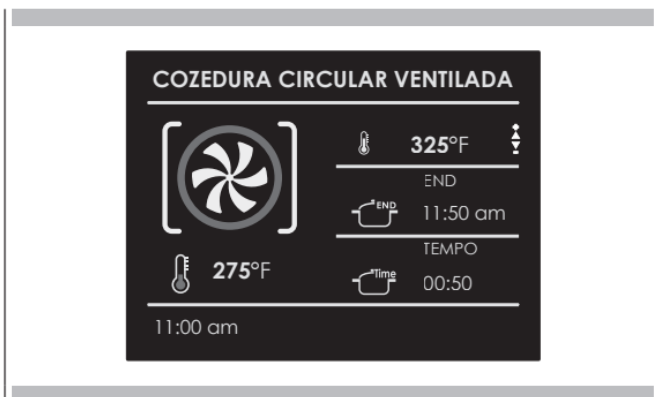 COZEDURA CIRCULAR VENTILADA
325°F
END
END
11:50 am
TEMPO
275°F
Time
00:50
11:00 am